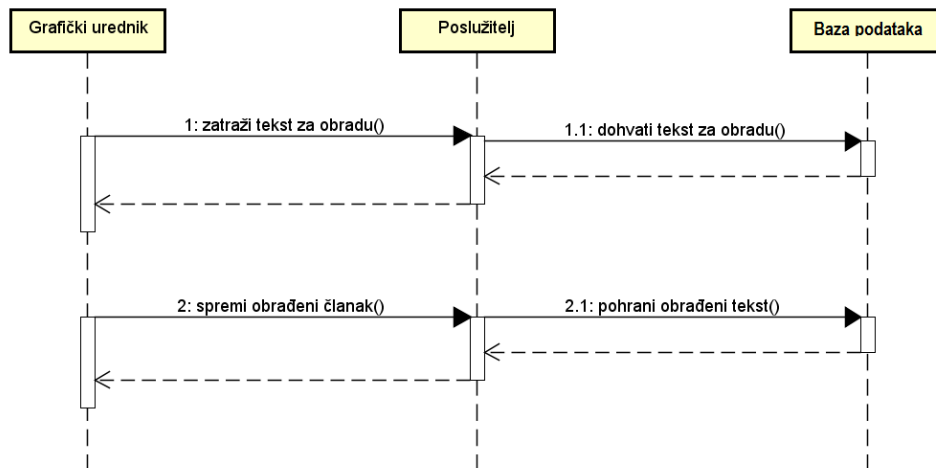 Grafički urednik
Poslužitelj
Baza podataka
1: zatraži tekst za obradu()
1.1: dohvati tekst za obradu()
2: spremi obrađeni članak()
2.1: pohrani obrađeni tekst()